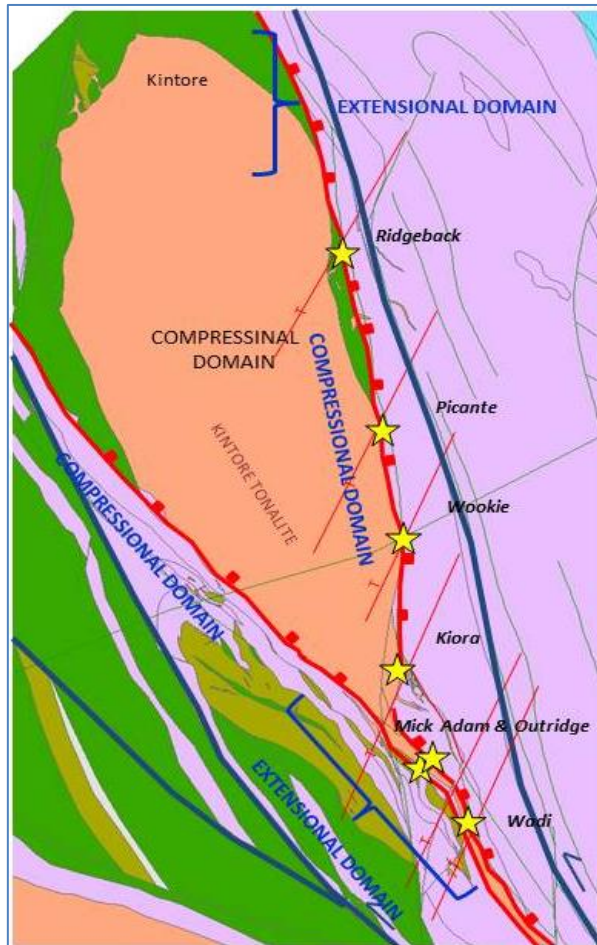 Kintore
EXTENSIONAL DOMAIN
Ridgeback
COMPRESSINAL
DOMAIN
COMPRESSIONAL DOMAIN
Picante
KINTORE TONALITE
COMPRESSIONAL DOMAIN
Wookie
Kiora
Mick Adam & Outridge
EXTENSIONAL DOMAIN
Wadi